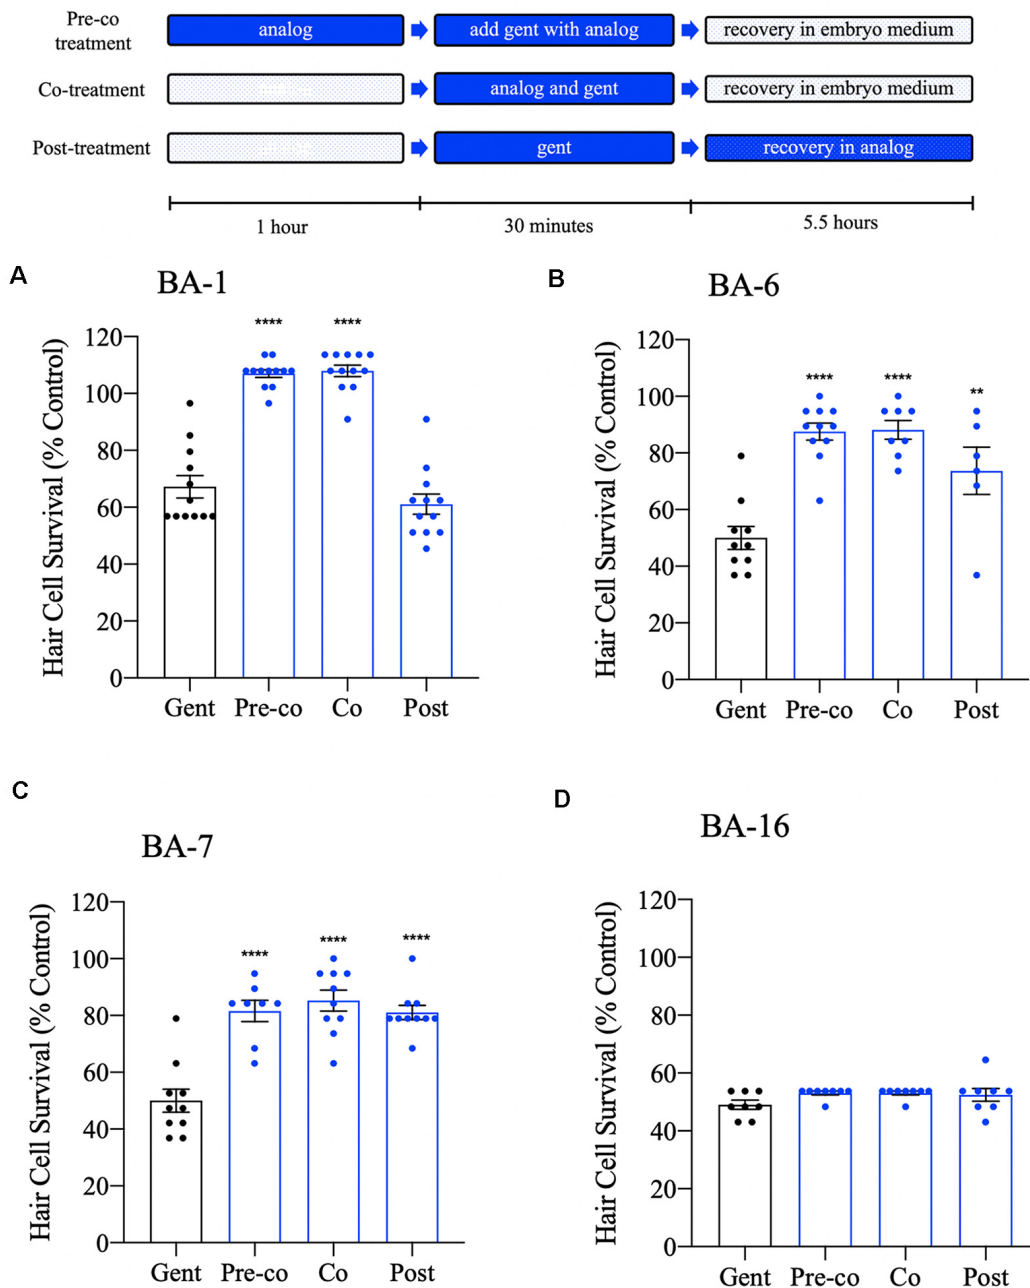 Pre-co
treatment
analog
add gent with analog
recovery in embryo medium
Co-treatment
analog and gent
recovery in embryo medium
Post-treatment
gent
recovery in analog
1 hour
30 minutes
5.5 hours
A
BA-1
Hair Cell Survival (% Control)
120
100
80
60
40
20
0
****
****
Gent
Pre-co
Co
Post
B
BA-6
Hair Cell Survival (% Control)
120
100
80
60
40
20
0
****
****
**
Gent
Pre-co
Co
Post
C
BA-7
Hair Cell Survival (% Control)
120
100
80
60
40
20
0
****
****
****
Gent
Pre-co
Co
Post
D
BA-16
Hair Cell Survival (% Control)
120
100
80
60
40
20
0
Gent
Pre-co
Co
Post